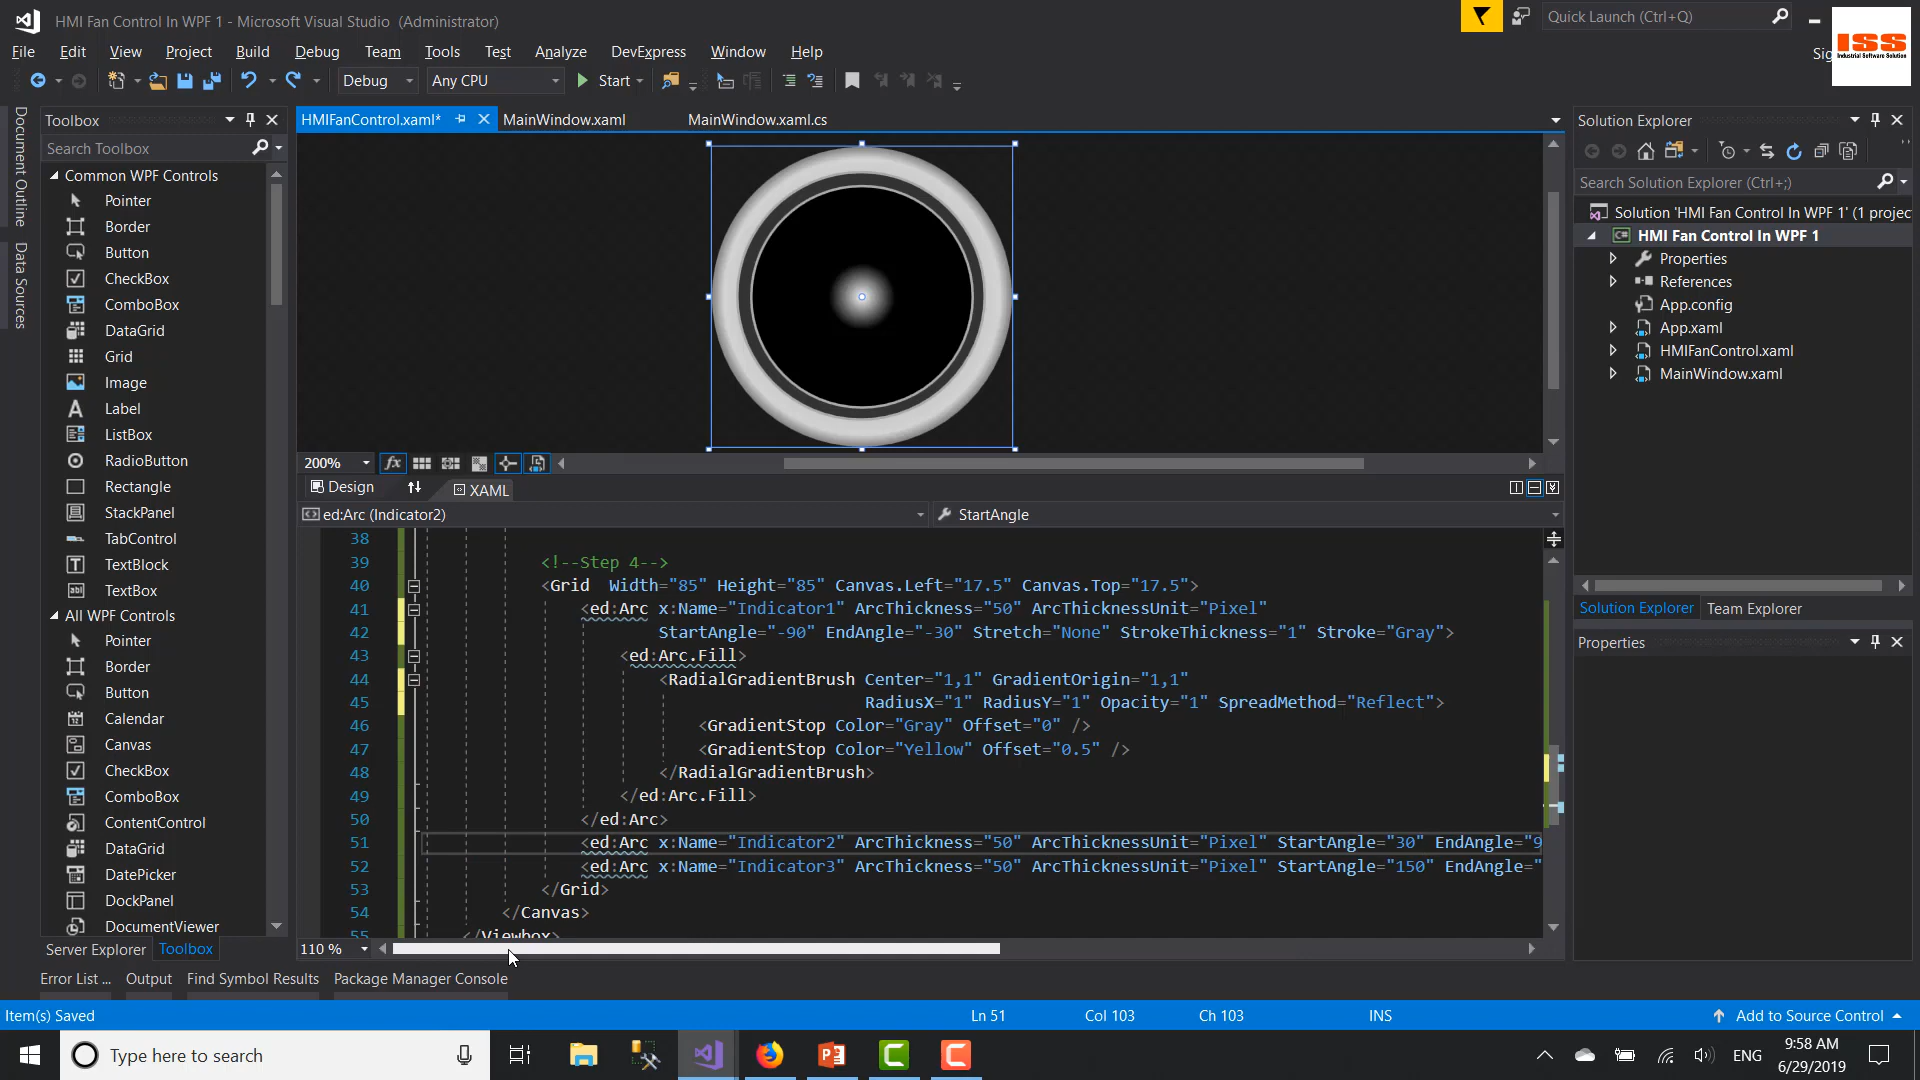 HMI Fan Control In WPF 1 - Microsoft Visual Studio (Administrator)
Quick Launch (Ctrl+Q)
File Edit View Project Build Debug Team Tools Test Analyze DevExpress Window Help
Sig
ISS
Industrial Software Solution
Debug Any CPU Start
Document Outline
Data Sources
Toolbox
Search Toolbox
Common WPF Controls
Pointer
Border
Button
CheckBox
ComboBox
DataGrid
Grid
Image
Label
ListBox
RadioButton
Rectangle
StackPanel
TabControl
TextBlock
TextBox
All WPF Controls
Pointer
Border
Button
Calendar
Canvas
CheckBox
ComboBox
ContentControl
DataGrid
DatePicker
DockPanel
DocumentViewer
Server Explorer Toolbox
HMIFanControl.xaml* MainWindow.xaml MainWindow.xaml.cs
200% fx
Design XAML
ed:Arc (Indicator2) StartAngle
38
39 <!--Step 4-->
40 <Grid Width="85" Height="85" Canvas.Left="17.5" Canvas.Top="17.5">
41 <ed:Arc x:Name="Indicator1" ArcThickness="50" ArcThicknessUnit="Pixel"
42 StartAngle="-90" EndAngle="-30" Stretch="None" StrokeThickness="1" Stroke="Gray">
43 <ed:Arc.Fill>
44 <RadialGradientBrush Center="1,1" GradientOrigin="1,1"
45 RadiusX="1" RadiusY="1" Opacity="1" SpreadMethod="Reflect">
46 <GradientStop Color="Gray" Offset="0" />
47 <GradientStop Color="Yellow" Offset="0.5" />
48 </RadialGradientBrush>
49 </ed:Arc.Fill>
50 </ed:Arc>
51 <ed:Arc x:Name="Indicator2" ArcThickness="50" ArcThicknessUnit="Pixel" StartAngle="30" EndAngle="9
52 <ed:Arc x:Name="Indicator3" ArcThickness="50" ArcThicknessUnit="Pixel" StartAngle="150" EndAngle="
53 </Grid>
54 </Canvas>
55 </Viewbox>
110 %
Solution Explorer
Search Solution Explorer (Ctrl+;)
Solution 'HMI Fan Control In WPF 1' (1 projec
HMI Fan Control In WPF 1
Properties
References
App.config
App.xaml
HMIFanControl.xaml
MainWindow.xaml
Solution Explorer Team Explorer
Properties
Error List ... Output Find Symbol Results Package Manager Console
Item(s) Saved Ln 51 Col 103 Ch 103 INS Add to Source Control
Type here to search
ENG
9:58 AM
6/29/2019